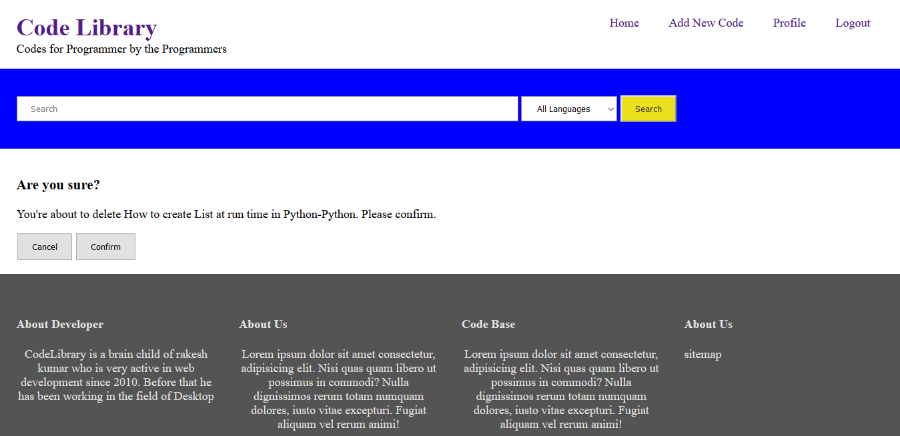 Code Library
Codes for Programmer by the Programmers
Home Add New Code Profile Logout
Search All Languages Search
Are you sure?
You're about to delete How to create List at run time in Python-Python. Please confirm.
Cancel Confirm
About Developer
CodeLibrary is a brain child of rakesh
kumar who is very active in web
development since 2010. Before that he
has been working in the field of Desktop
About Us
Lorem ipsum dolor sit amet consectetur,
adipisicing elit. Nisi quas quam libero ut
possimus in commodi? Nulla
dignissimos rerum totam numquam
dolores, iusto vitae excepturi. Fugiat
aliquam vel rerum animi!
Code Base
Lorem ipsum dolor sit amet consectetur,
adipisicing elit. Nisi quas quam libero ut
possimus in commodi? Nulla
dignissimos rerum totam numquam
dolores, iusto vitae excepturi. Fugiat
aliquam vel rerum animi!
About Us
sitemap